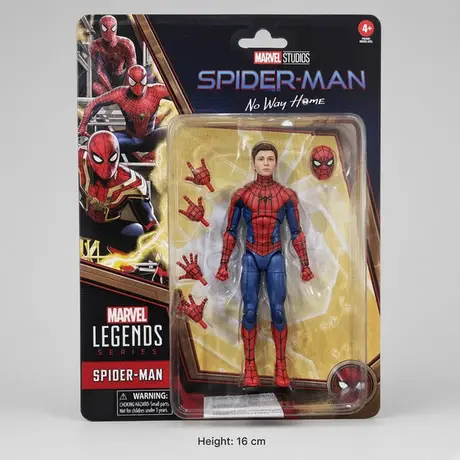 4+
MARVEL STUDIOS
SPIDER-MAN
No Way Home
MARVEL
LEGENDS
SERIES
SPIDER-MAN
WARNING:
CHOKING HAZARD-Small parts.
Not for children under 3 years.
Height: 16 cm